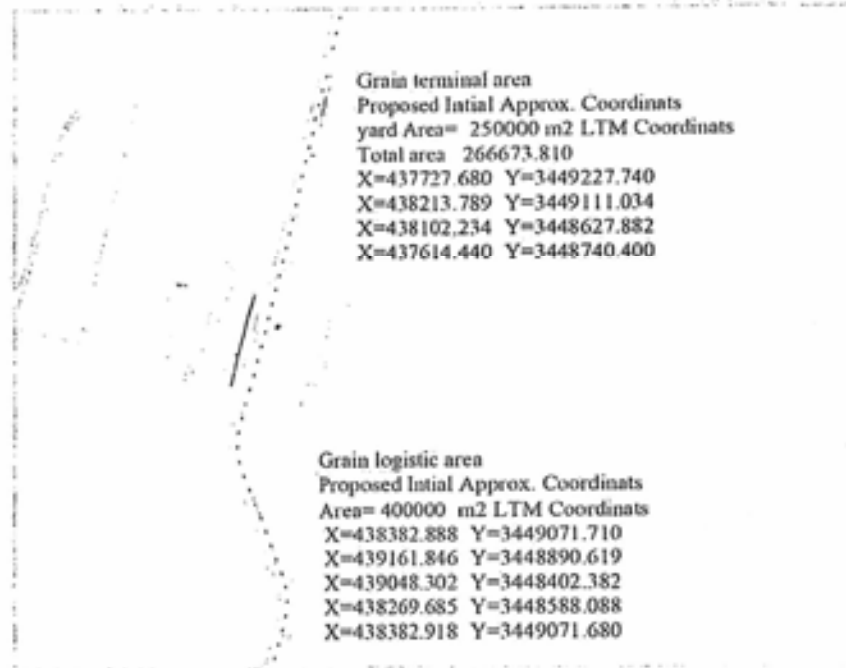 Grain terminal area
Proposed Intial Approx. Coordinats
yard Area= 250000 m2 LTM Coordinats
Total area 266673.810
X=437727.680 Y=3449227.740
X=438213.789 Y=3449111.034
X=438102.234 Y=3448627.882
X=437614.440 Y=3448740.400
Grain logistic area
Proposed Intial Approx. Coordinats
Area= 400000 m2 LTM Coordinats
X=438382.888 Y=3449071.710
X=439161.846 Y=3448890.619
X=439048.302 Y=3448402.382
X=438269.685 Y=3448588.088
X=438382.918 Y=3449071.680